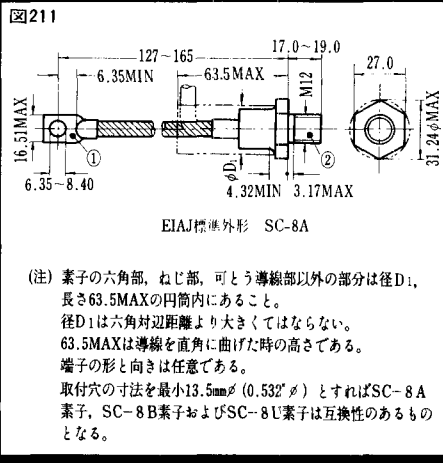 図211
127~165
17.0~19.0
6.35MIN
63.5MAX
M12
27.0
16.51MAX
31.24φMAX
①
②
φD1
6.35~8.40
4.32MIN
3.17MAX
EIAJ標準外形 SC-8A
(注) 素子の六角部，ねじ部，可とう導線部以外の部分は径D1，
長さ63.5MAXの円筒内にあること。
径D1は六角対辺距離より大きくてはならない。
63.5MAXは導線を直角に曲げた時の高さである。
端子の形と向きは任意である。
取付穴の寸法を最小13.5mmφ(0.532"φ)とすればSC-8A
素子，SC-8B素子およびSC-8U素子は互換性のあるもの
となる。